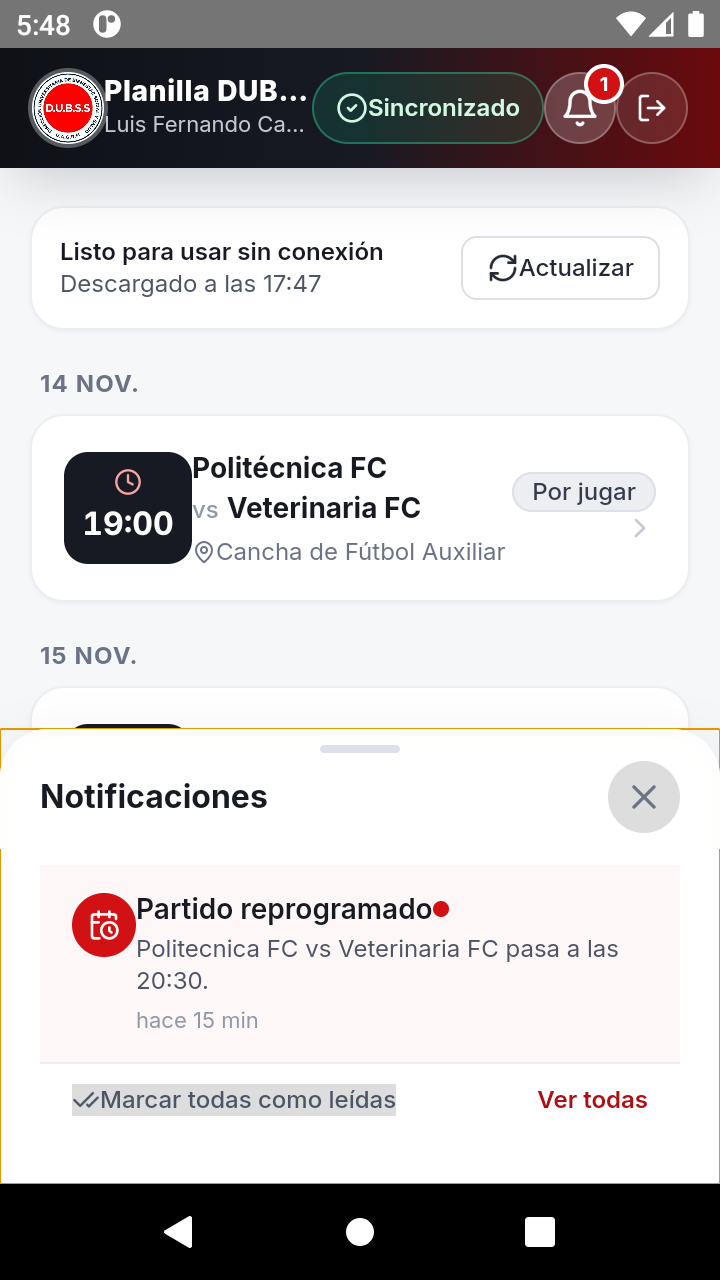 5:48
D.U.B.S.S
Planilla DUB...
Luis Fernando Ca...
Sincronizado
1
Listo para usar sin conexión
Descargado a las 17:47
Actualizar
14 NOV.
19:00
Politécnica FC
vs Veterinaria FC
Cancha de Fútbol Auxiliar
Por jugar
15 NOV.
Notificaciones
Partido reprogramado
Politecnica FC vs Veterinaria FC pasa a las
20:30.
hace 15 min
Marcar todas como leídas
Ver todas